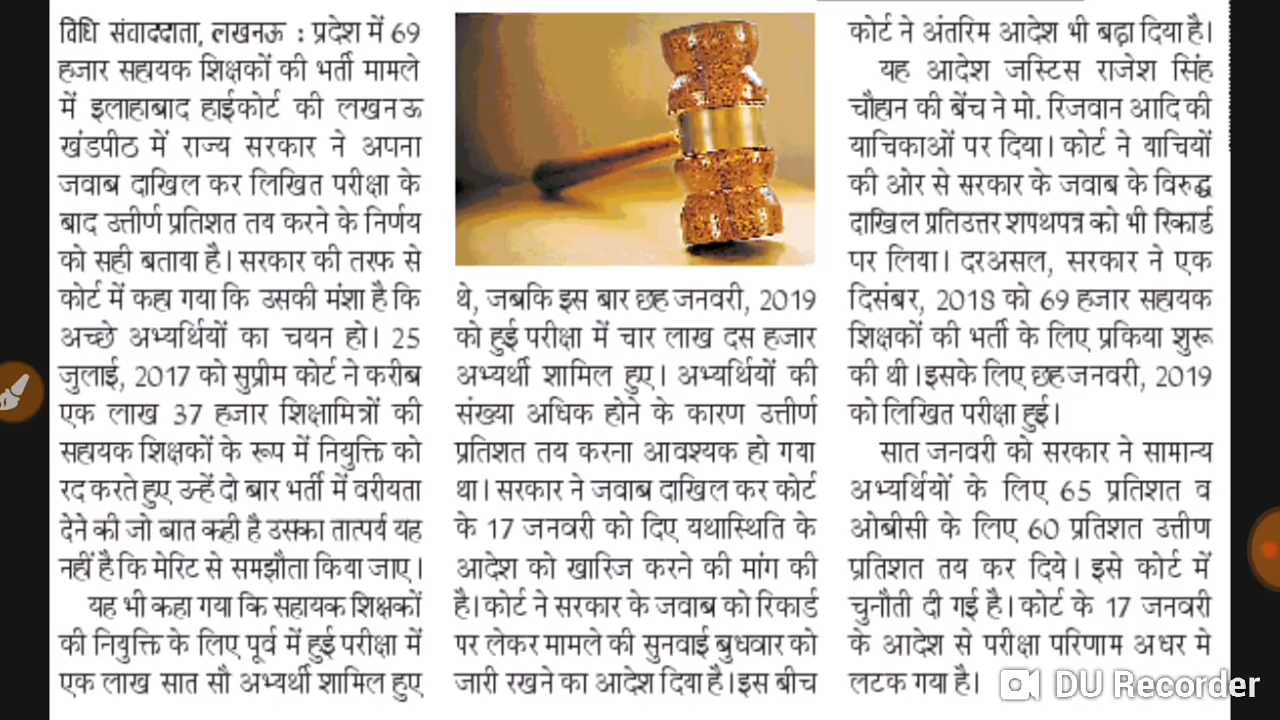 विधि संवाददाता, लखनऊ : प्रदेश में 69
हजार सहायक शिक्षकों की भर्ती मामले
में इलाहाबाद हाईकोर्ट की लखनऊ
खंडपीठ में राज्य सरकार ने अपना
जवाब दाखिल कर लिखित परीक्षा के
बाद उत्तीर्ण प्रतिशत तय करने के निर्णय
को सही बताया है। सरकार की तरफ से
कोर्ट में कहा गया कि उसकी मंशा है कि
अच्छे अभ्यर्थियों का चयन हो। 25
जुलाई, 2017 को सुप्रीम कोर्ट ने करीब
एक लाख 37 हजार शिक्षामित्रों की
सहायक शिक्षकों के रूप में नियुक्ति को
रद करते हुए उन्हें दो बार भर्ती में वरीयता
देने की जो बात कही है उसका तात्पर्य यह
नहीं है कि मेरिट से समझौता किया जाए।
यह भी कहा गया कि सहायक शिक्षकों
की नियुक्ति के लिए पूर्व में हुई परीक्षा में
एक लाख सात सौ अभ्यर्थी शामिल हुए
थे, जबकि इस बार छह जनवरी, 2019
को हुई परीक्षा में चार लाख दस हजार
अभ्यर्थी शामिल हुए। अभ्यर्थियों की
संख्या अधिक होने के कारण उत्तीर्ण
प्रतिशत तय करना आवश्यक हो गया
था। सरकार ने जवाब दाखिल कर कोर्ट
के 17 जनवरी को दिए यथास्थिति के
आदेश को खारिज करने की मांग की
है। कोर्ट ने सरकार के जवाब को रिकार्ड
पर लेकर मामले की सुनवाई बुधवार को
जारी रखने का आदेश दिया है। इस बीच
कोर्ट ने अंतरिम आदेश भी बढ़ा दिया है।
यह आदेश जस्टिस राजेश सिंह
चौहान की बेंच ने मो. रिजवान आदि की
याचिकाओं पर दिया। कोर्ट ने याचियों
की ओर से सरकार के जवाब के विरुद्ध
दाखिल प्रतिउत्तर शपथपत्र को भी रिकार्ड
पर लिया। दरअसल, सरकार ने एक
दिसंबर, 2018 को 69 हजार सहायक
शिक्षकों की भर्ती के लिए प्रकिया शुरू
की थी। इसके लिए छह जनवरी, 2019
को लिखित परीक्षा हुई।
सात जनवरी को सरकार ने सामान्य
अभ्यर्थियों के लिए 65 प्रतिशत व
ओबीसी के लिए 60 प्रतिशत उत्तीण
प्रतिशत तय कर दिये। इसे कोर्ट में
चुनौती दी गई है। कोर्ट के 17 जनवरी
के आदेश से परीक्षा परिणाम अधर मे
लटक गया है।
DU Recorder